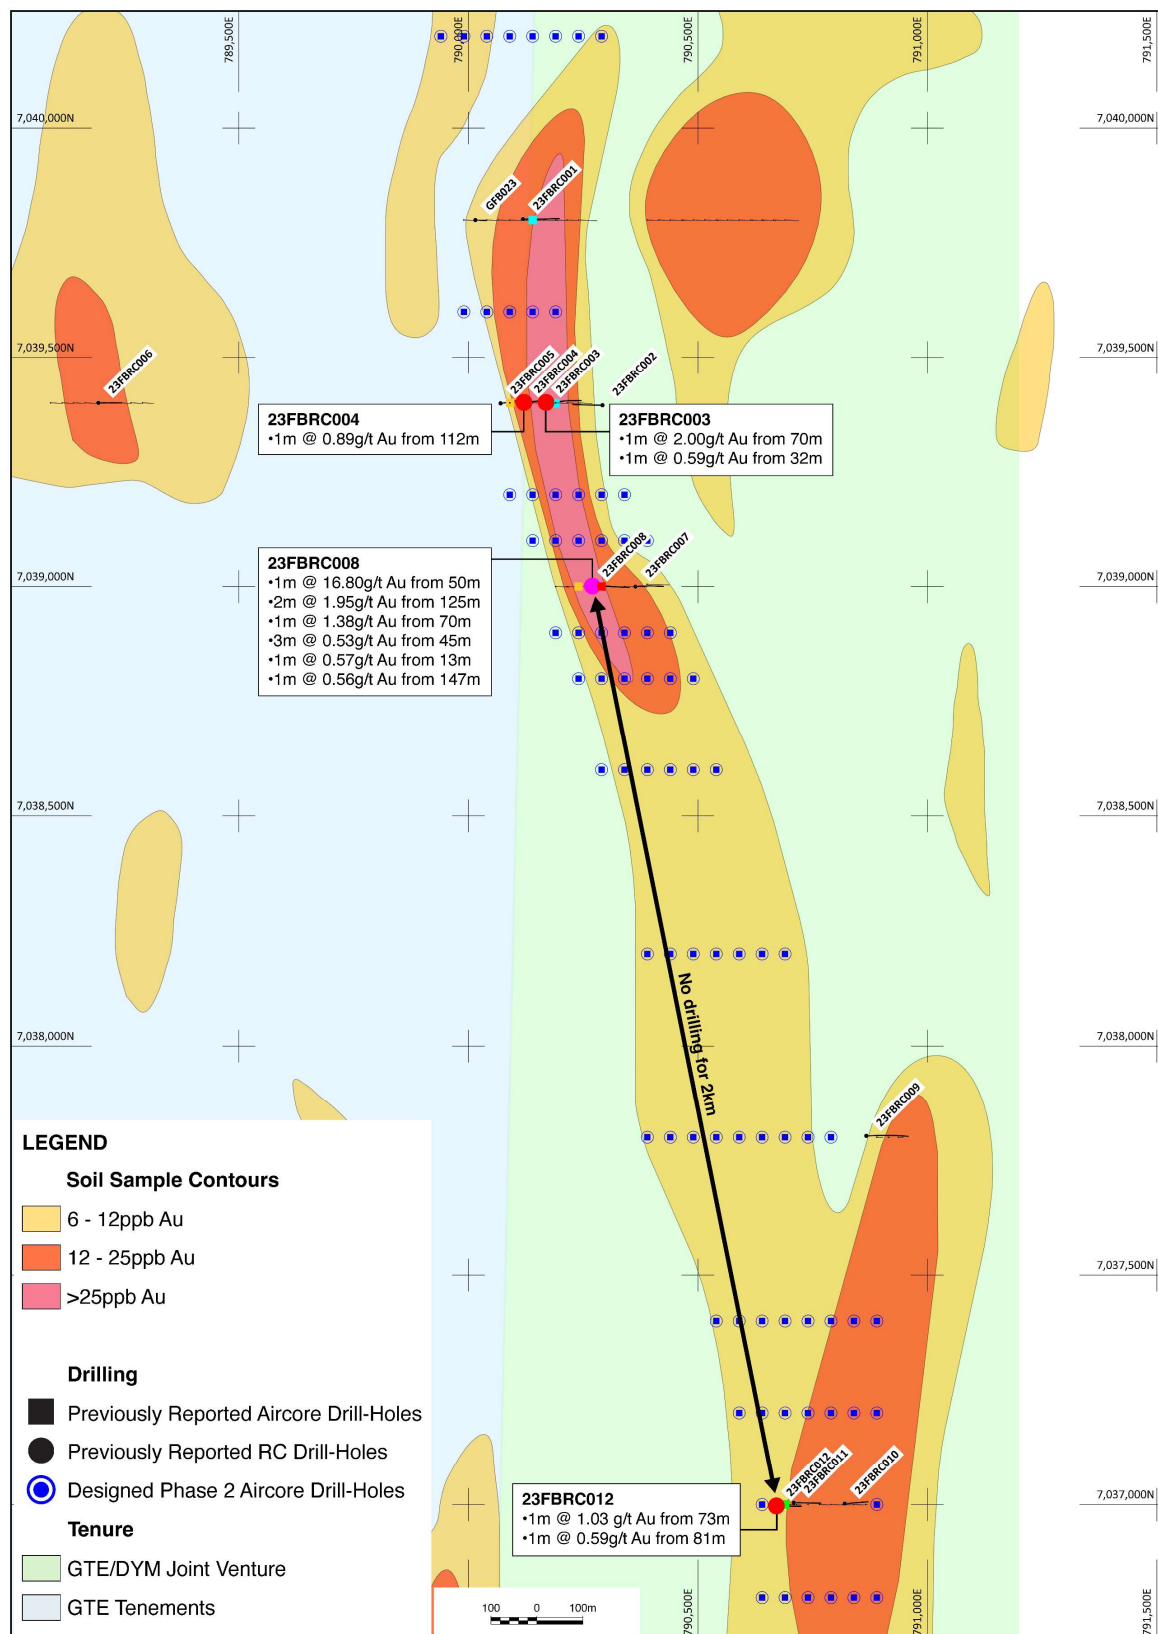 789,500E
790,000E
790,500E
791,000E
791,500E
7,040,000N
7,040,000N
GFB023
23FBRC001
7,039,500N
7,039,500N
23FBRC006
23FBRC005
23FBRC004
23FBRC003
23FBRC002
23FBRC004
•1m @ 0.89g/t Au from 112m
23FBRC003
•1m @ 2.00g/t Au from 70m
•1m @ 0.59g/t Au from 32m
23FBRC008
23FBRC007
23FBRC008
•1m @ 16.80g/t Au from 50m
•2m @ 1.95g/t Au from 125m
•1m @ 1.38g/t Au from 70m
•3m @ 0.53g/t Au from 45m
•1m @ 0.57g/t Au from 13m
•1m @ 0.56g/t Au from 147m
7,039,000N
7,039,000N
7,038,500N
7,038,500N
No drilling for 2km
7,038,000N
7,038,000N
23FBRC009
7,037,500N
7,037,000N
23FBRC012
23FBRC011
23FBRC010
23FBRC012
•1m @ 1.03 g/t Au from 73m
•1m @ 0.59g/t Au from 81m
LEGEND
Soil Sample Contours
6 - 12ppb Au
12 - 25ppb Au
>25ppb Au
Drilling
Previously Reported Aircore Drill-Holes
Previously Reported RC Drill-Holes
Designed Phase 2 Aircore Drill-Holes
Tenure
GTE/DYM Joint Venture
GTE Tenements
100 0 100m
790,500E
791,000E
791,500E